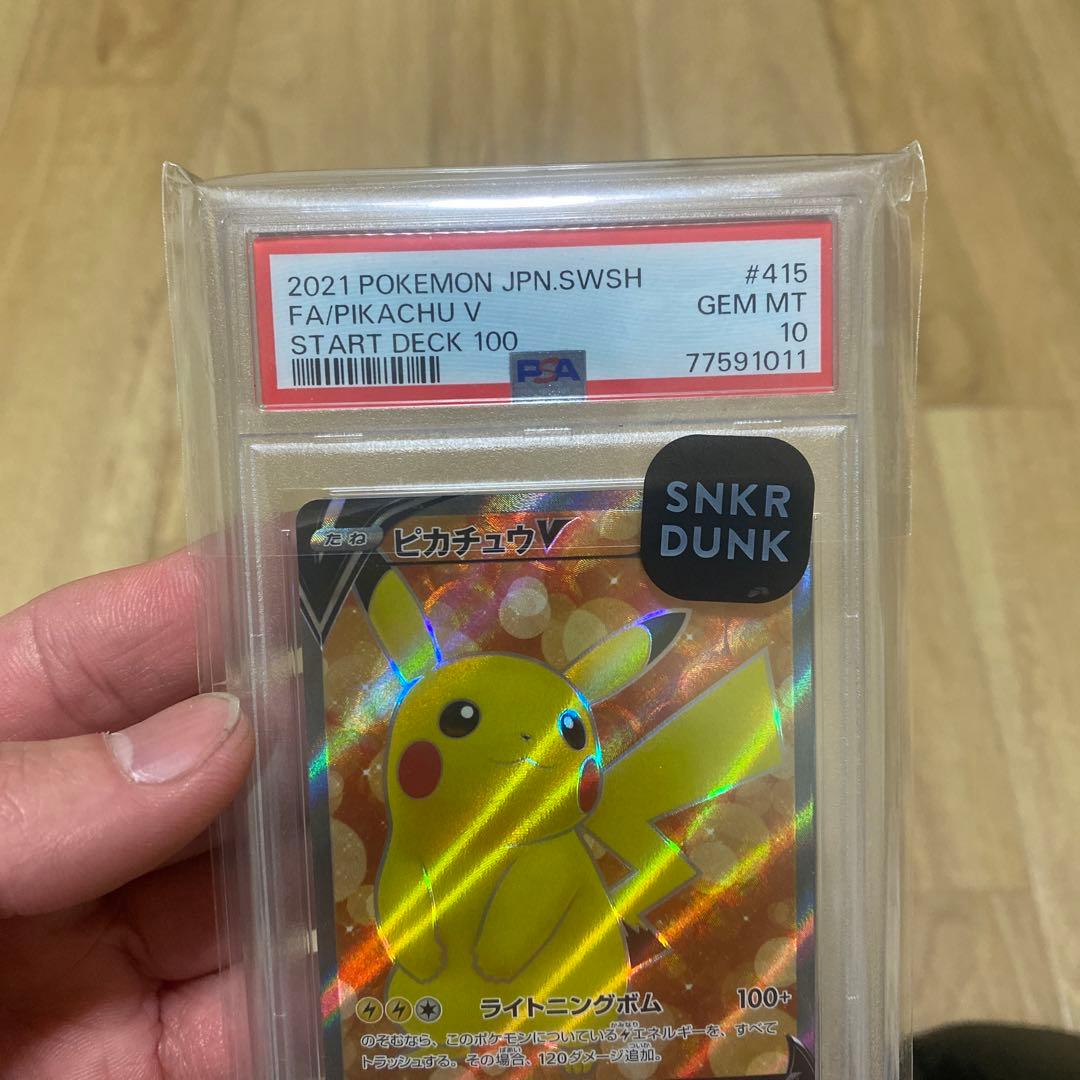 2021 POKEMON JPN.SWSH #415
FA/PIKACHU V GEM MT
START DECK 100 10
PSA 77591011
SNKR
DUNK
たね ピカチュウV
ライトニングボム 100+
のぞむなら、このポケモンについているエネルギーを、すべて
トラッシュする。その場合、120ダメージ追加。